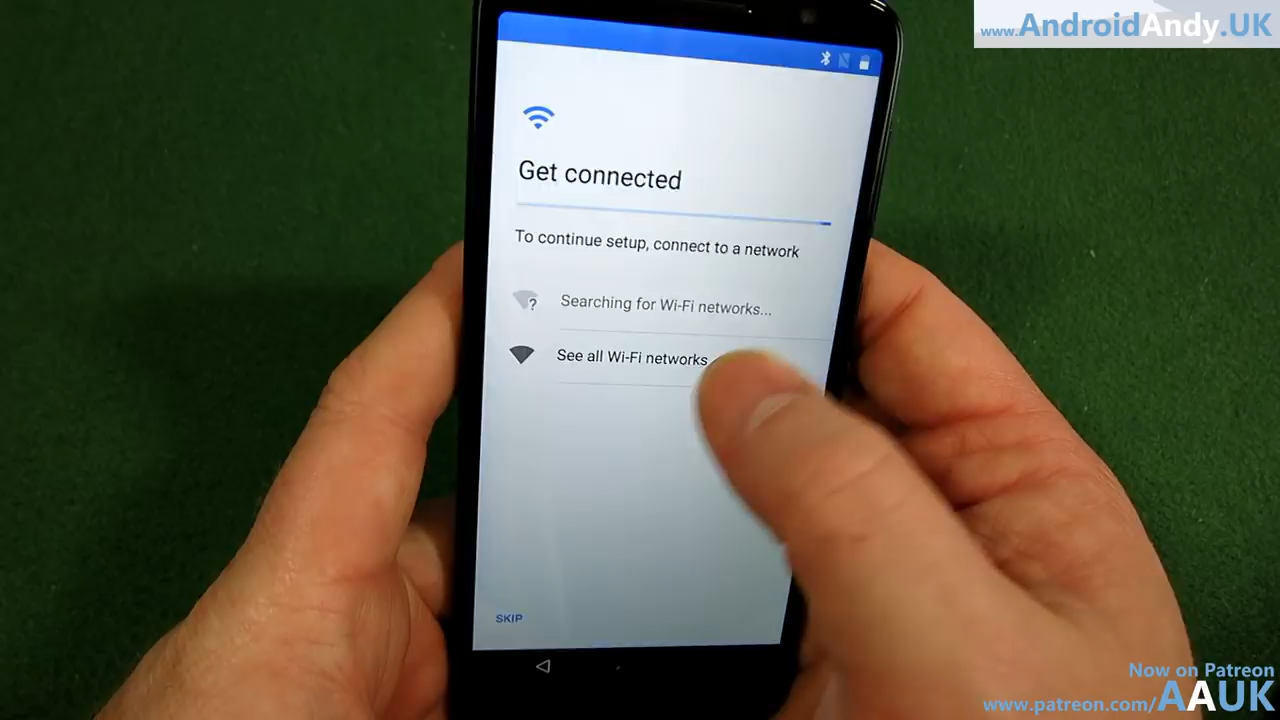 www.AndroidAndy.UK
Get connected
To continue setup, connect to a network
?
Searching for Wi-Fi networks...
See all Wi-Fi networks
SKIP
Now on Patreon
www.patreon.com/AAUK